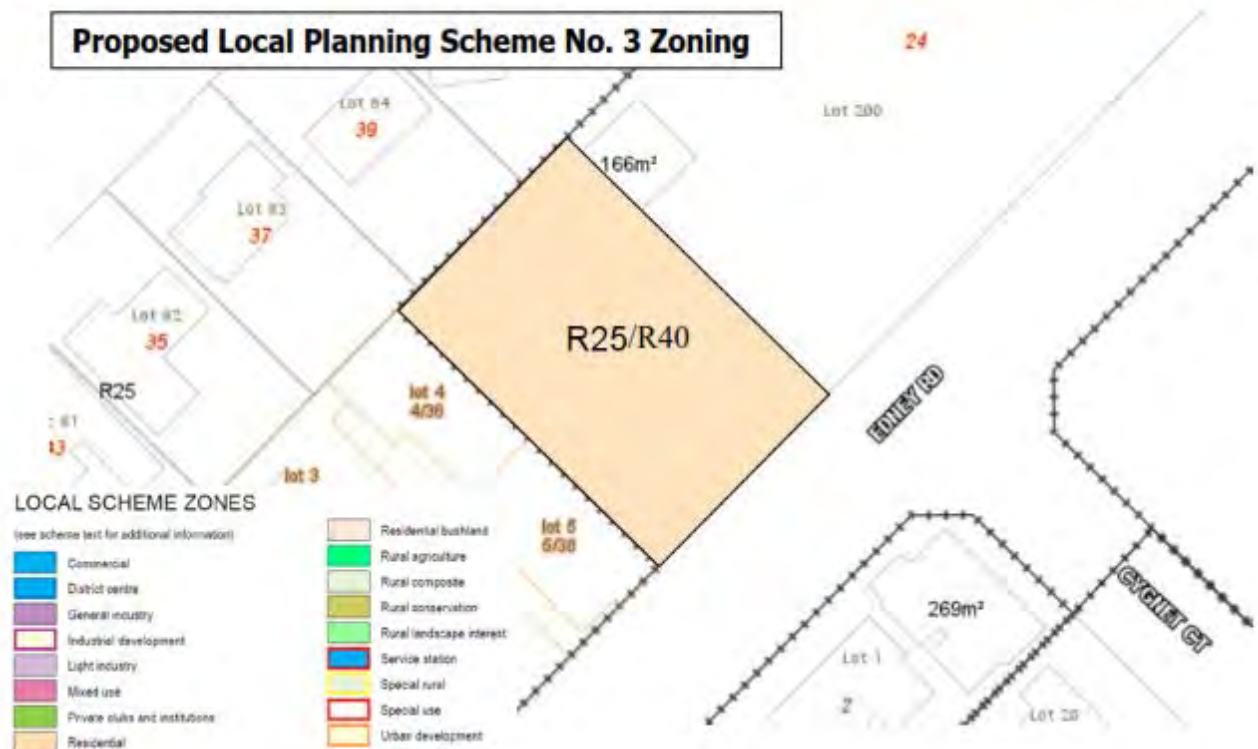 Proposed Local Planning Scheme No. 3 Zoning
24
Lot 200
Lot 84
39
166m²
Lot 83
37
R25/R40
Lot 82
35
R25
lot 4
4/36
EDNEY RD
43
lot 3
LOCAL SCHEME ZONES
(see scheme text for additional information)
Commercial
District centre
General industry
Industrial development
Light industry
Mixed use
Private clubs and institutions
Residential
Residential bushland
Rural agriculture
Rural composite
Rural conservation
Rural landscape interest
Service station
Special rural
Special use
Urban development
lot 5
5/36
269m²
CYGNET CT
Lot 1
2
Lot 20